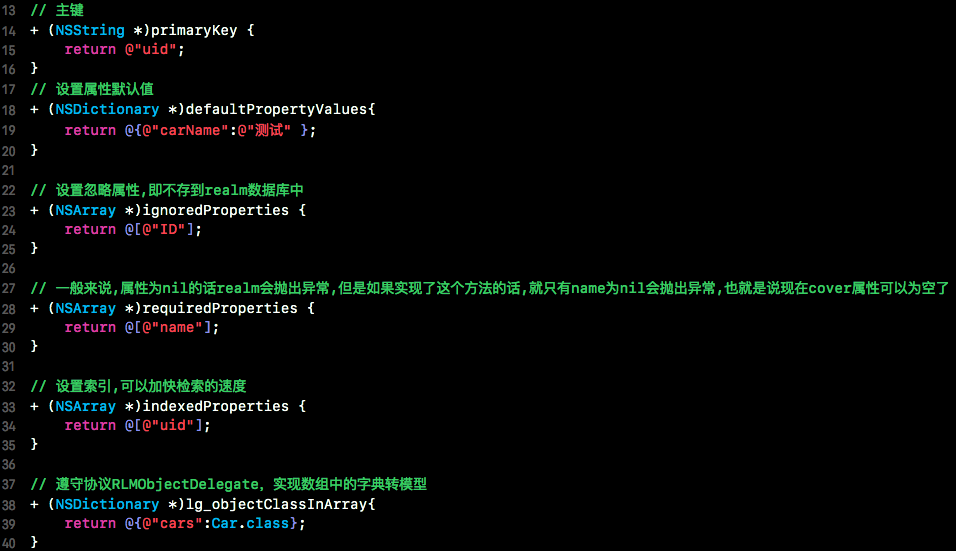 13 // 主键
14 + (NSString *)primaryKey {
15     return @"uid";
16 }
17 // 设置属性默认值
18 + (NSDictionary *)defaultPropertyValues{
19     return @{@"carName":@"测试" };
20 }
21
22 // 设置忽略属性,即不存到realm数据库中
23 + (NSArray *)ignoredProperties {
24     return @[@"ID"];
25 }
26
27 // 一般来说,属性为nil的话realm会抛出异常,但是如果实现了这个方法的话,就只有name为nil会抛出异常,也就是说现在cover属性可以为空了
28 + (NSArray *)requiredProperties {
29     return @[@"name"];
30 }
31
32 // 设置索引,可以加快检索的速度
33 + (NSArray *)indexedProperties {
34     return @[@"uid"];
35 }
36
37 // 遵守协议RLMObjectDelegate，实现数组中的字典转模型
38 + (NSDictionary *)lg_objectClassInArray{
39     return @{@"cars":Car.class};
40 }